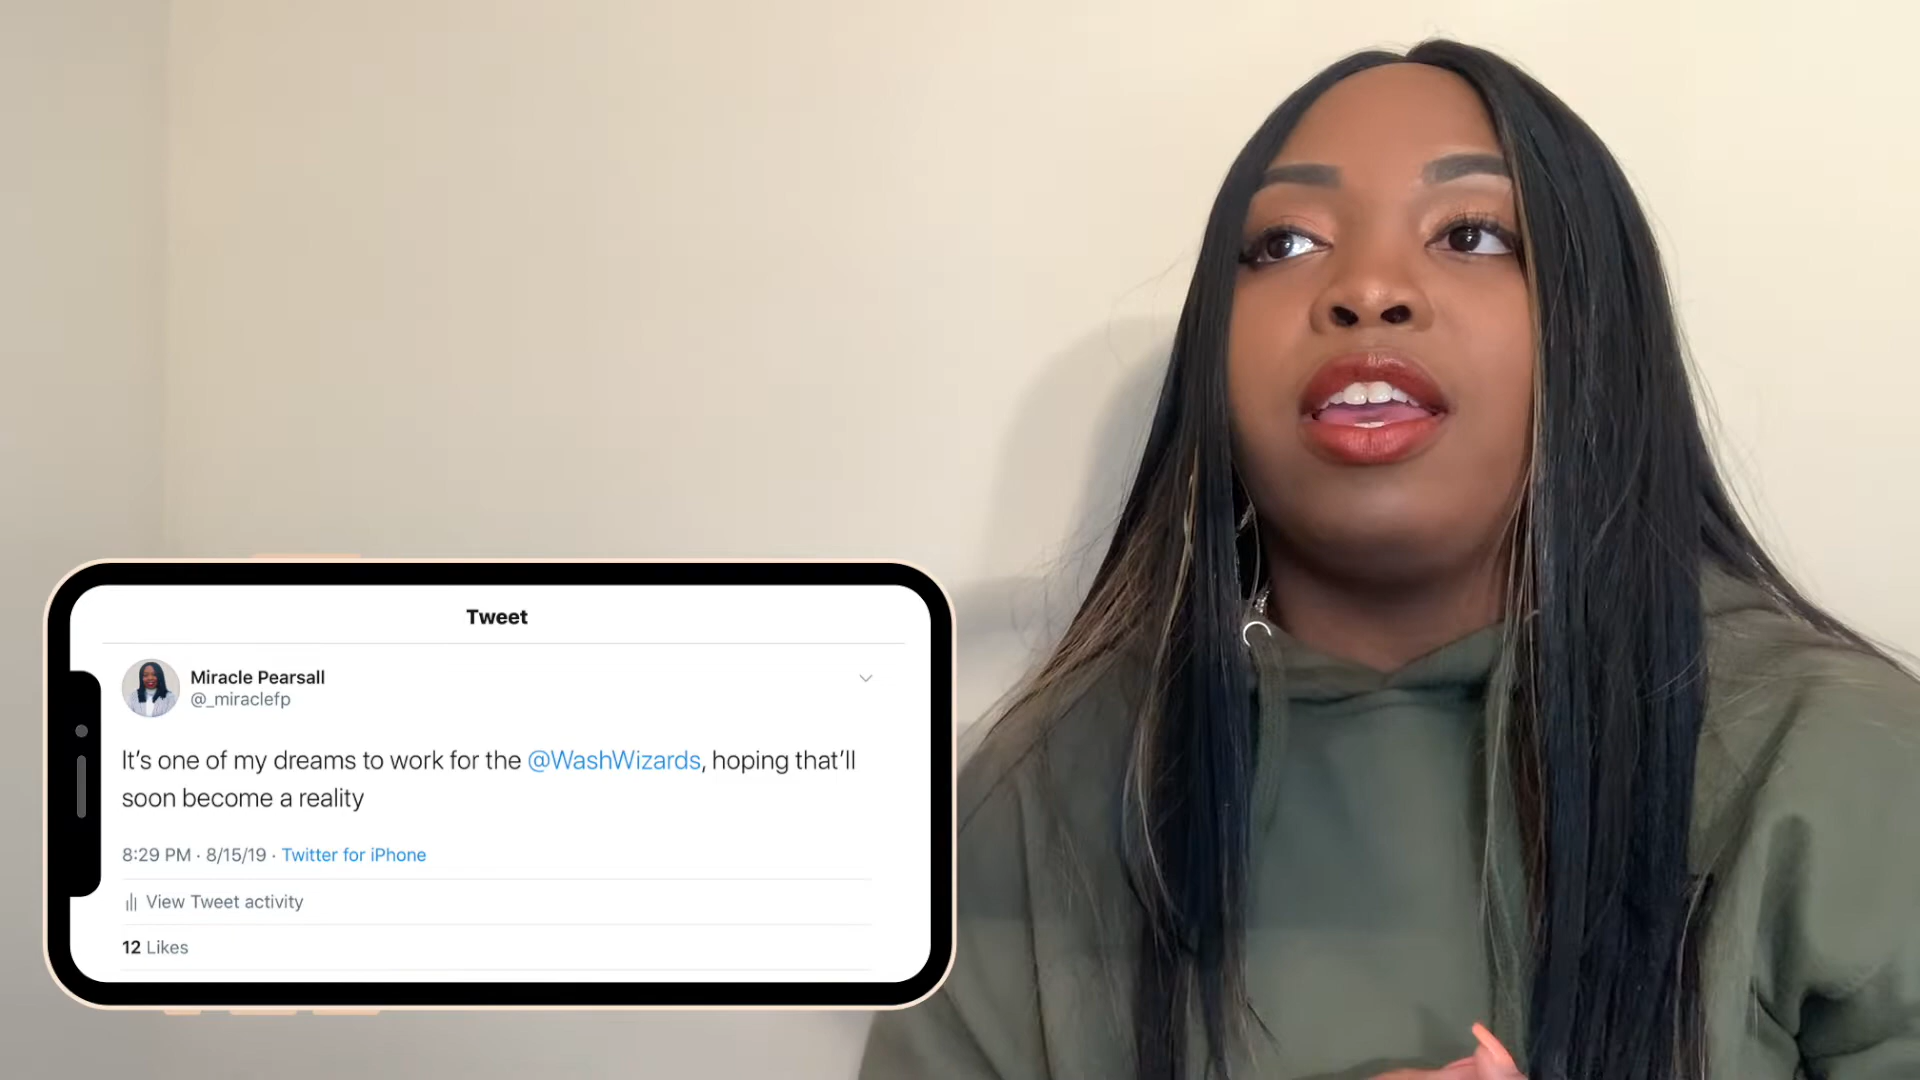 Tweet
Miracle Pearsall
@_miraclefp
It’s one of my dreams to work for the @WashWizards, hoping that’ll
soon become a reality
8:29 PM · 8/15/19 · Twitter for iPhone
View Tweet activity
12 Likes